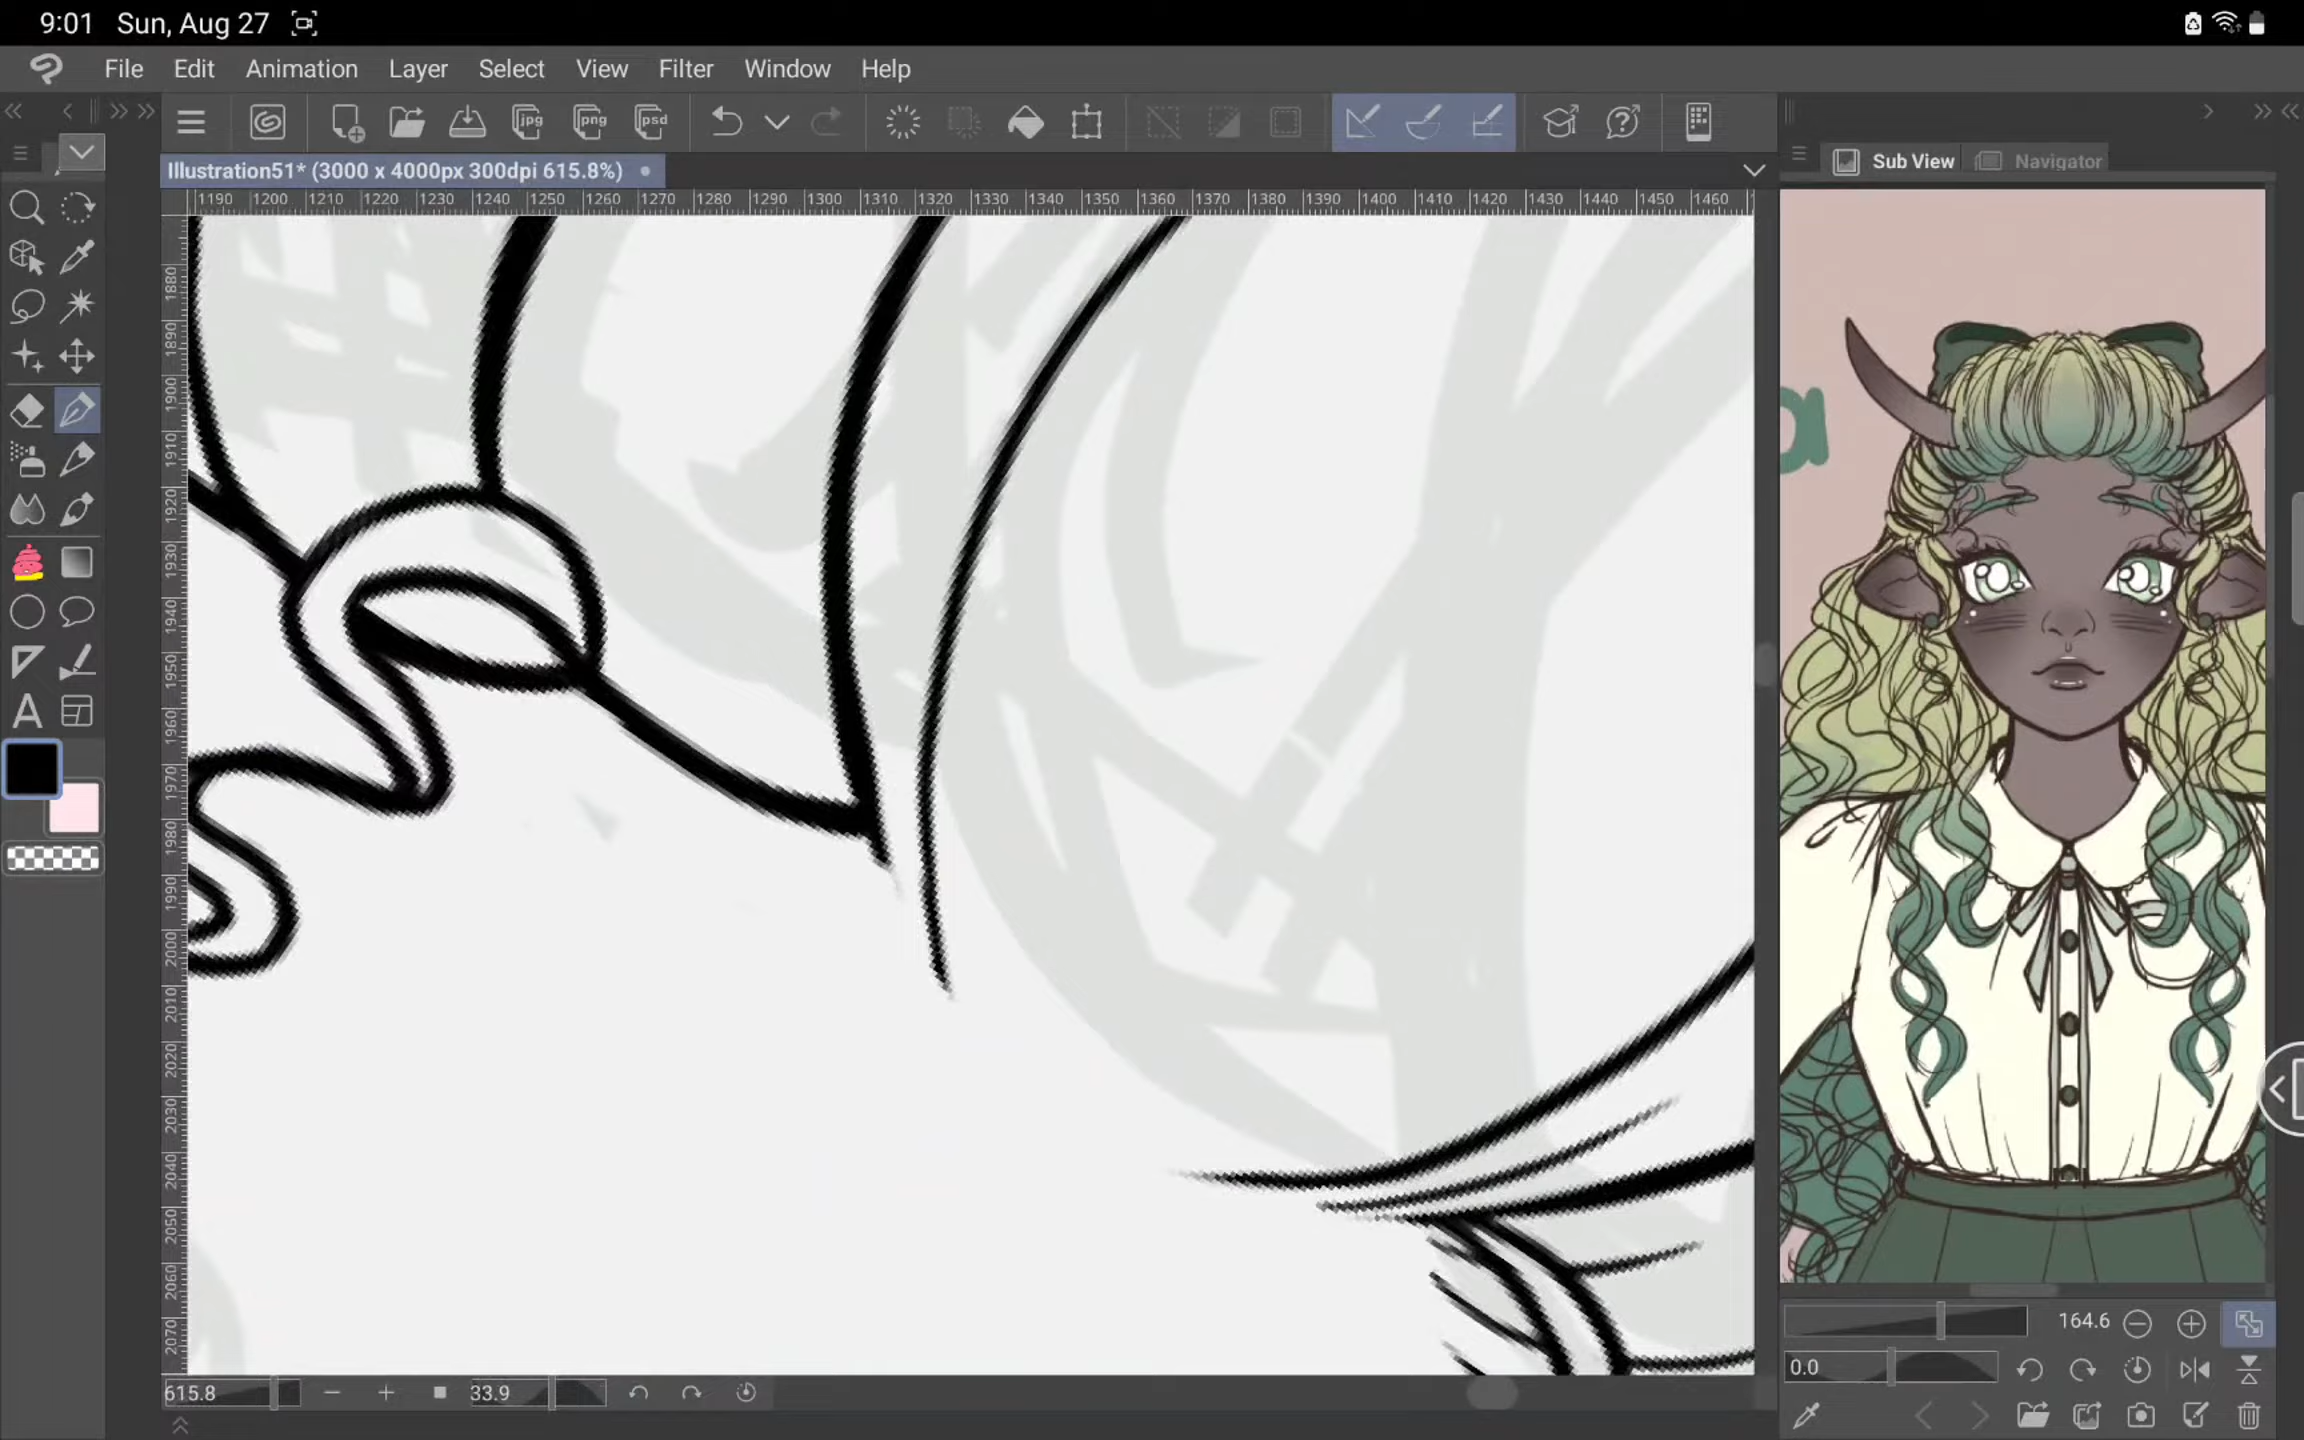 9:01 Sun, Aug 27
File Edit Animation Layer Select View Filter Window Help
jpg png psd
Illustration51* (3000 x 4000px 300dpi 615.8%)
Sub View Navigator
1190 1200 1210 1220 1230 1240 1250 1260 1270 1280 1290 1300 1310 1320 1330 1340 1350 1360 1370 1380 1390 1400 1410 1420 1430 1440 1450 1460
1880
1890
1900
1910
1920
1930
1940
1950
1960
1970
1980
1990
2000
2010
2020
2030
2040
2050
2060
2070
a
A
164.6
0.0
615.8 33.9